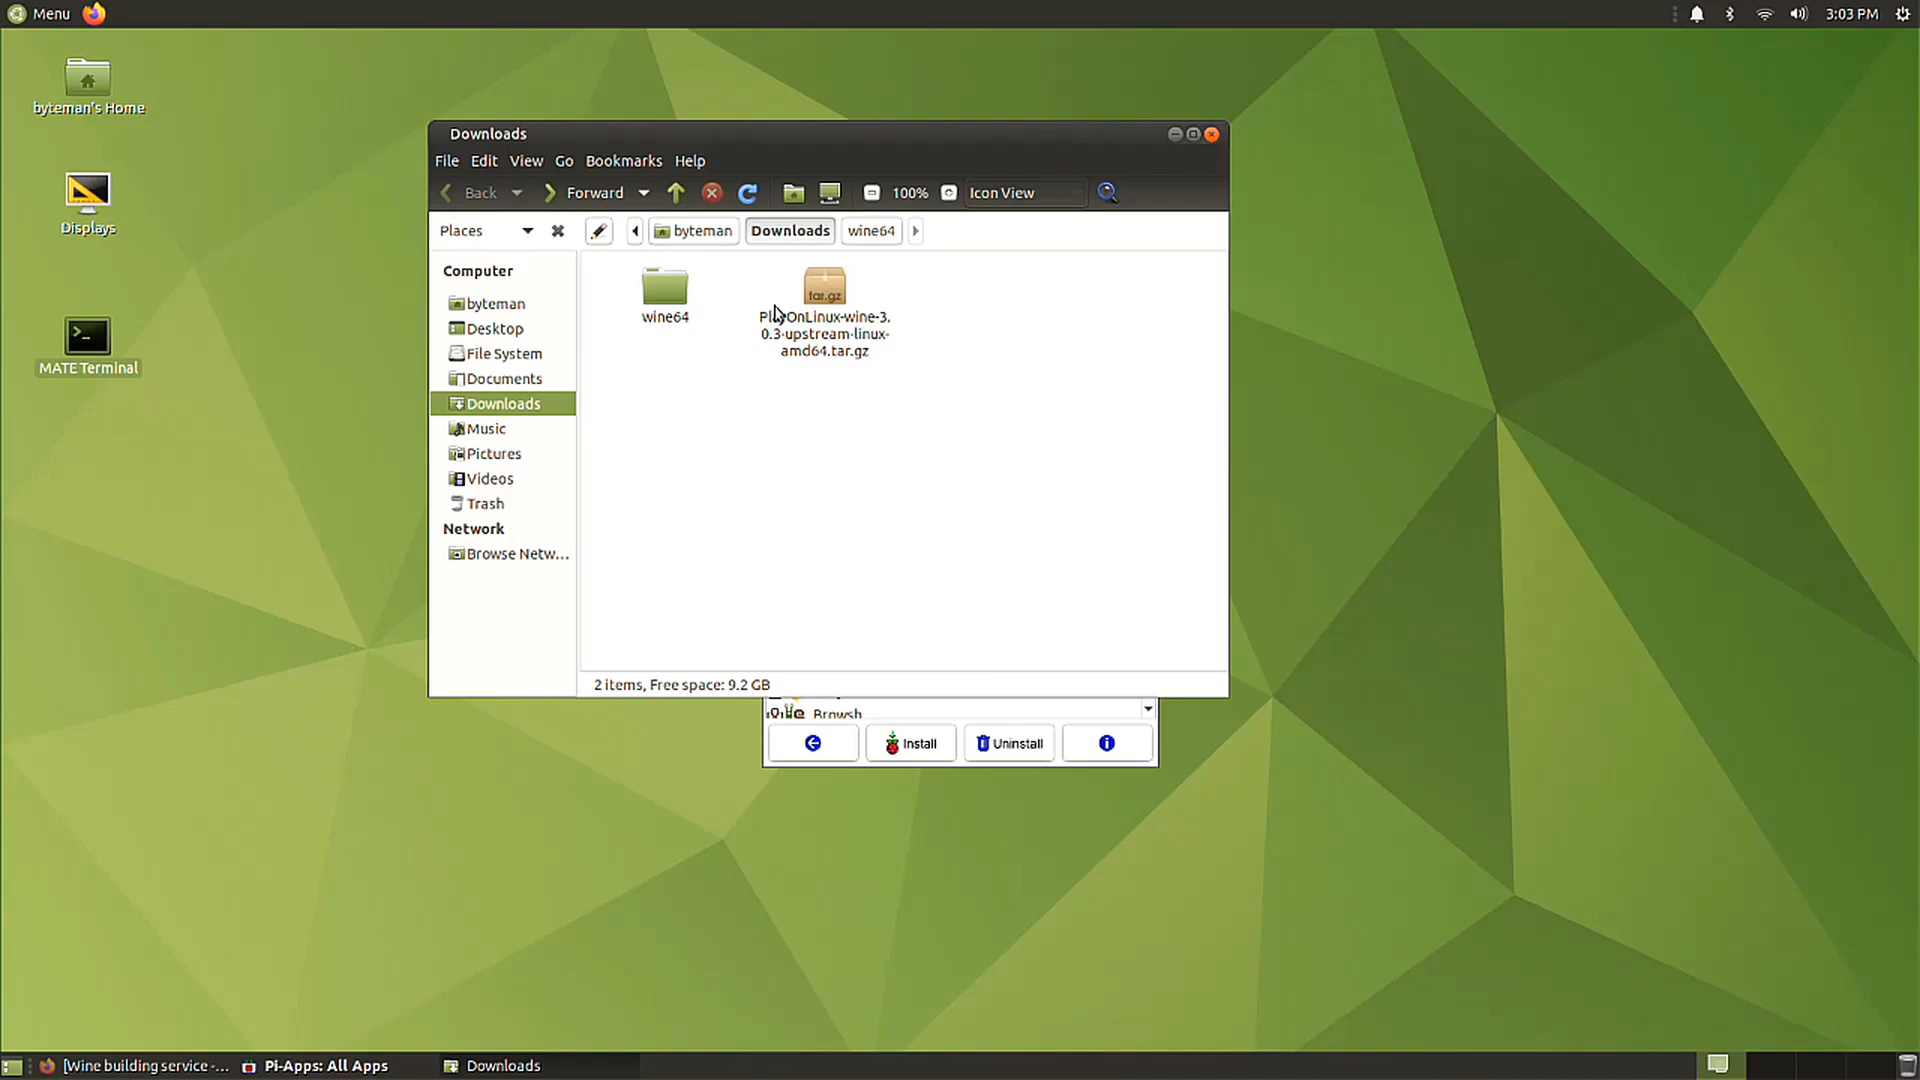 Menu
3:03 PM
byteman's Home
Displays
MATE Terminal
Downloads
File Edit View Go Bookmarks Help
Back Forward 100% Icon View
Places byteman Downloads wine64
Computer
byteman
Desktop
File System
Documents
Downloads
Music
Pictures
Videos
Trash
Network
Browse Netw...
wine64
tar.gz
PlayOnLinux-wine-3.
0.3-upstream-linux-
amd64.tar.gz
2 items, Free space: 9.2 GB
Browsh
Install Uninstall
[Wine building service -... Pi-Apps: All Apps Downloads